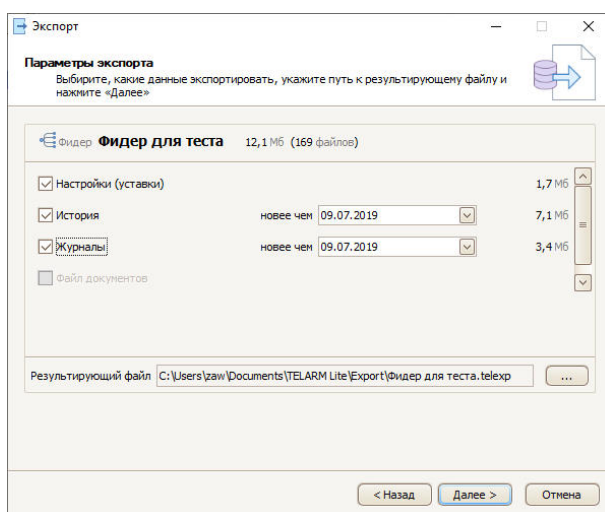 Экспорт
Параметры экспорта
Выбирите, какие данные экспортировать, укажите путь к результирующему файлу и
нажмите «Далее»
Фидер Фидер для теста 12,1 Мб (169 файлов)
Настройки (уставки) 1,7 Мб
История новее чем 09.07.2019 7,1 Мб
Журналы новее чем 09.07.2019 3,4 Мб
Файл документов
Результирующий файл C:\Users\zaw\Documents\TELARM Lite\Export\Фидер для теста.telexp ...
< Назад Далее > Отмена